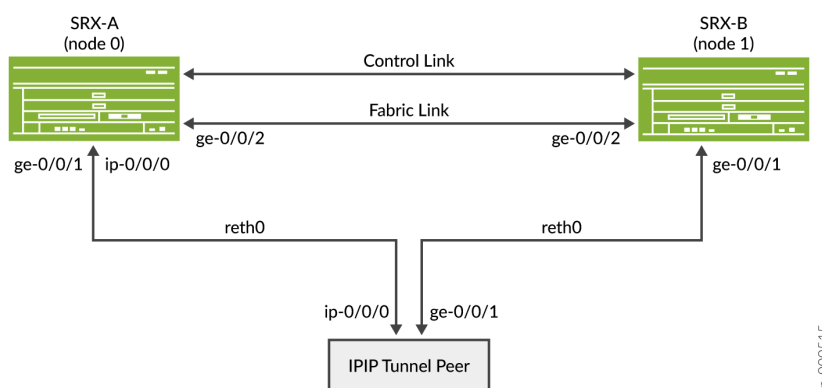 SRX-A
(node 0)
SRX-B
(node 1)
Control Link
Fabric Link
ge-0/0/2
ge-0/0/2
ge-0/0/1
ip-0/0/0
ge-0/0/1
reth0
reth0
ip-0/0/0
ge-0/0/1
IPIP Tunnel Peer